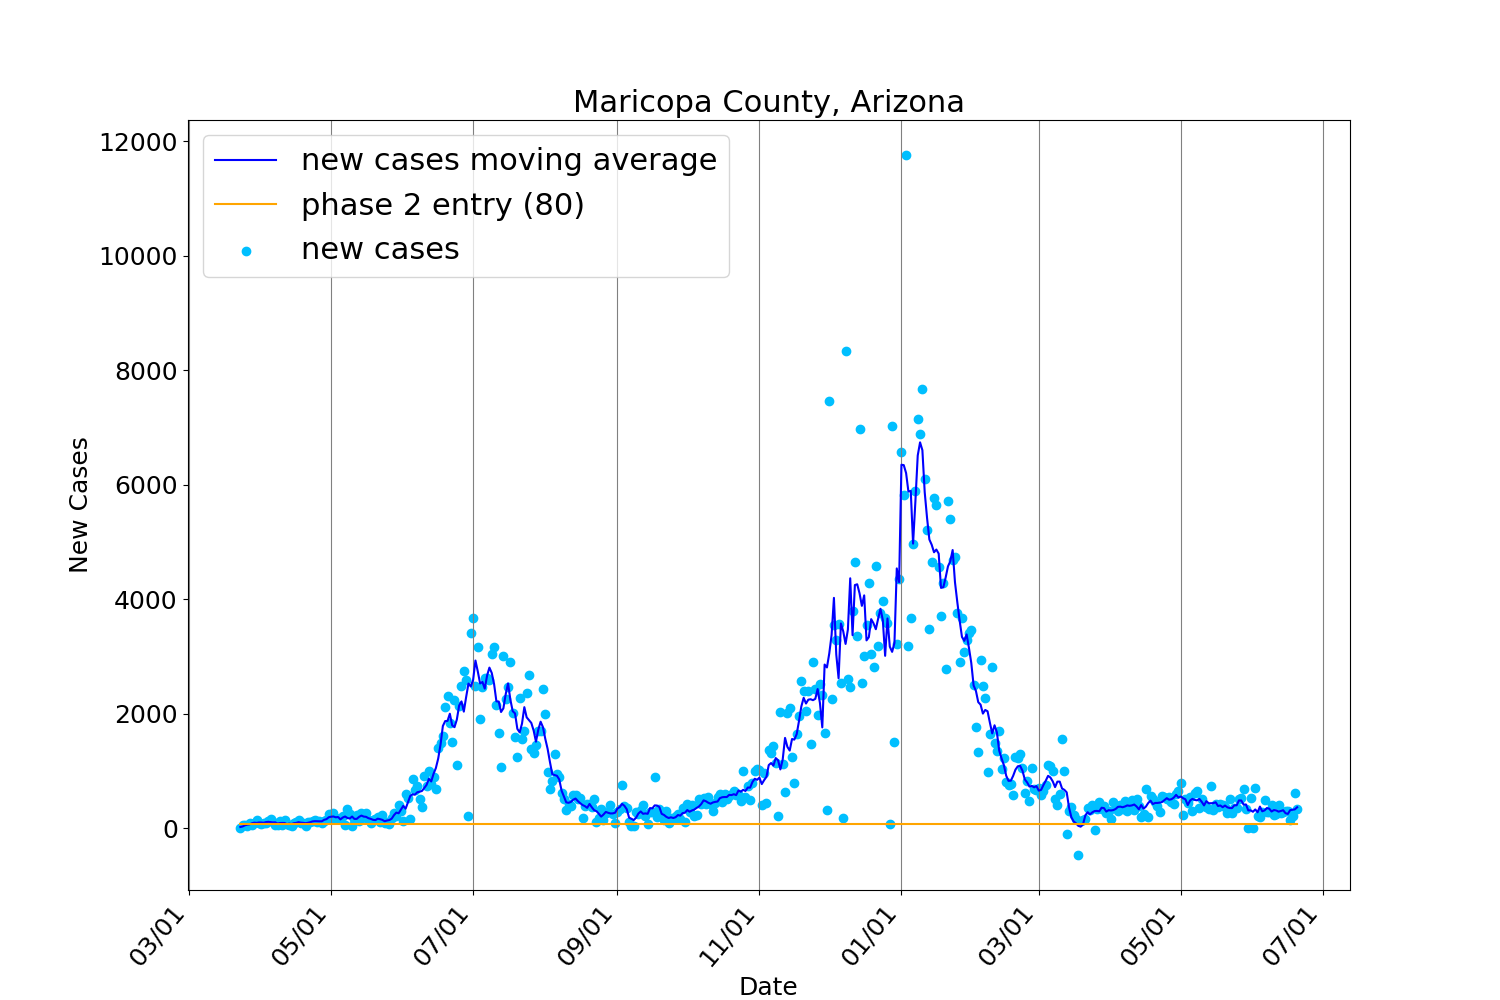 Maricopa County, Arizona
new cases moving average
phase 2 entry (80)
new cases
12000
10000
8000
6000
4000
2000
0
New Cases
03/01
05/01
07/01
09/01
11/01
01/01
03/01
05/01
07/01
Date